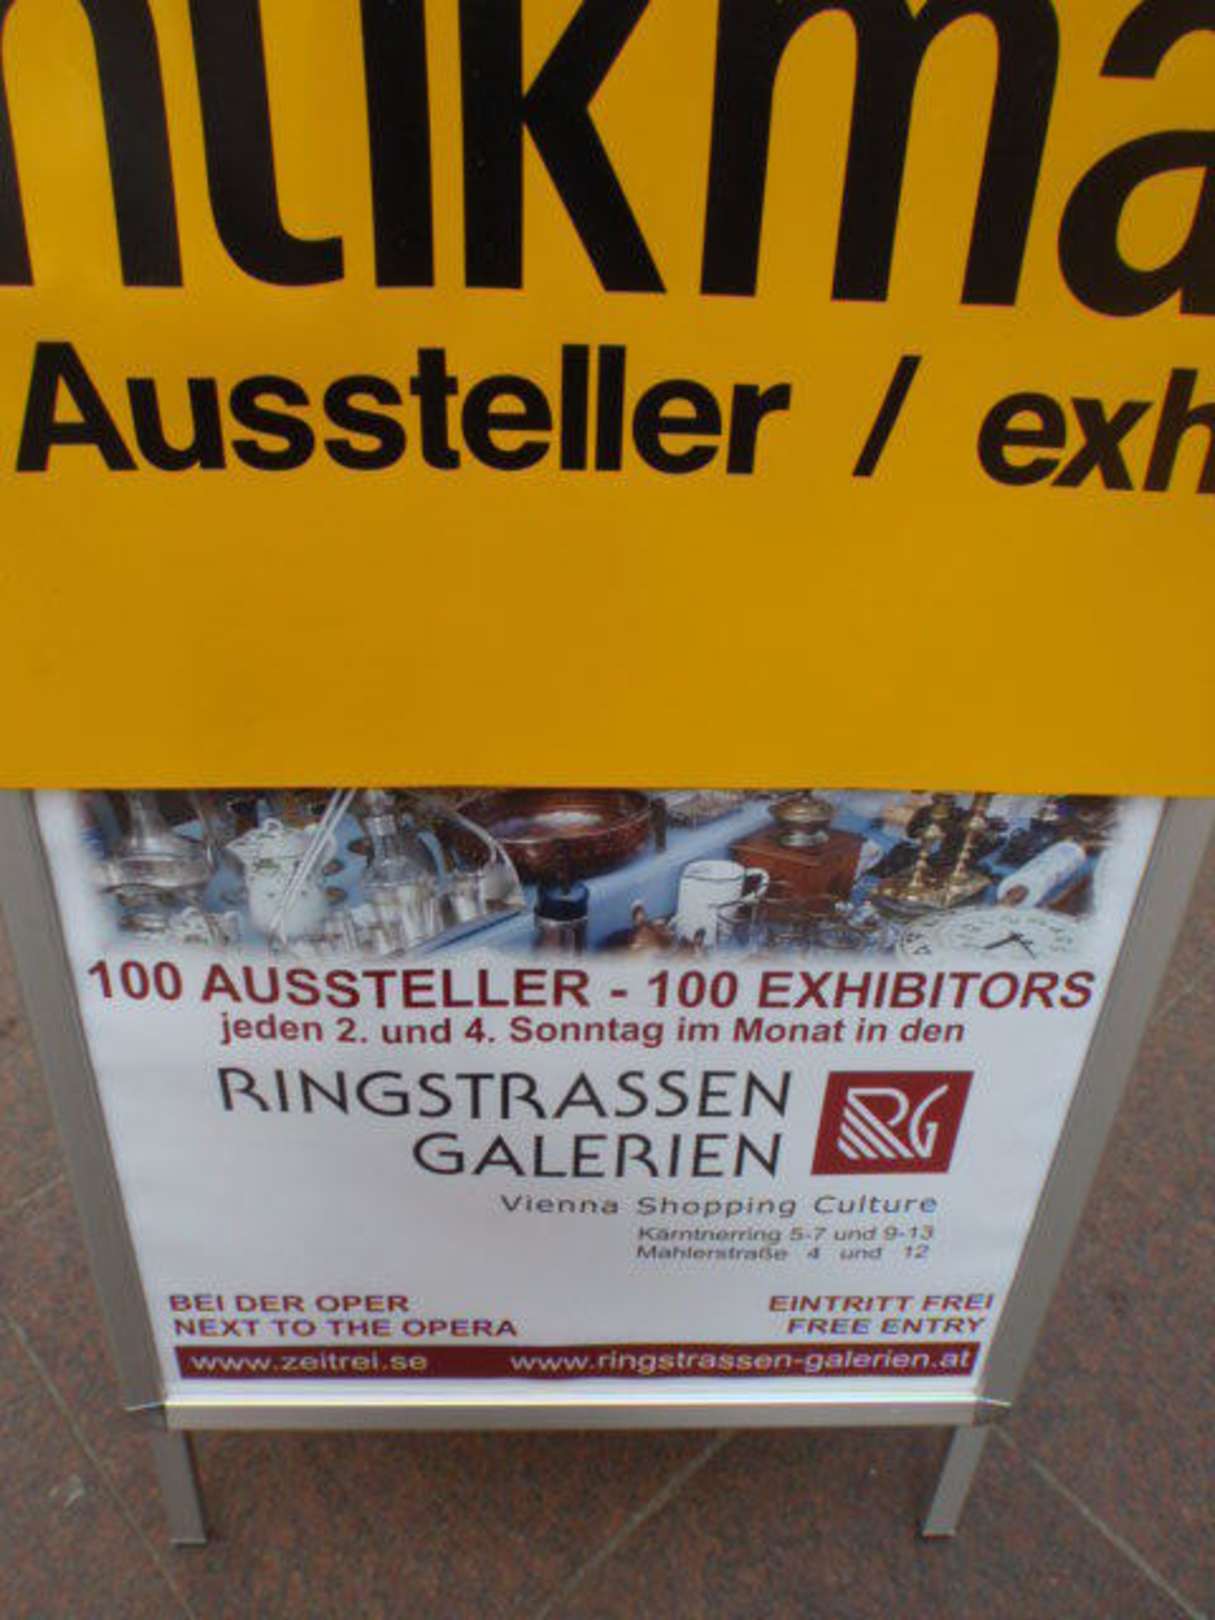 ntikma
Aussteller / exh
100 AUSSTELLER - 100 EXHIBITORS
jeden 2. und 4. Sonntag im Monat in den
RINGSTRASSEN
GALERIEN
RG
Vienna Shopping Culture
Kärntnerring 5-7 und 9-13
Mahlerstraße 4 und 12
BEI DER OPER
NEXT TO THE OPERA
EINTRITT FREI
FREE ENTRY
www.zeitrei.se www.ringstrassen-galerien.at